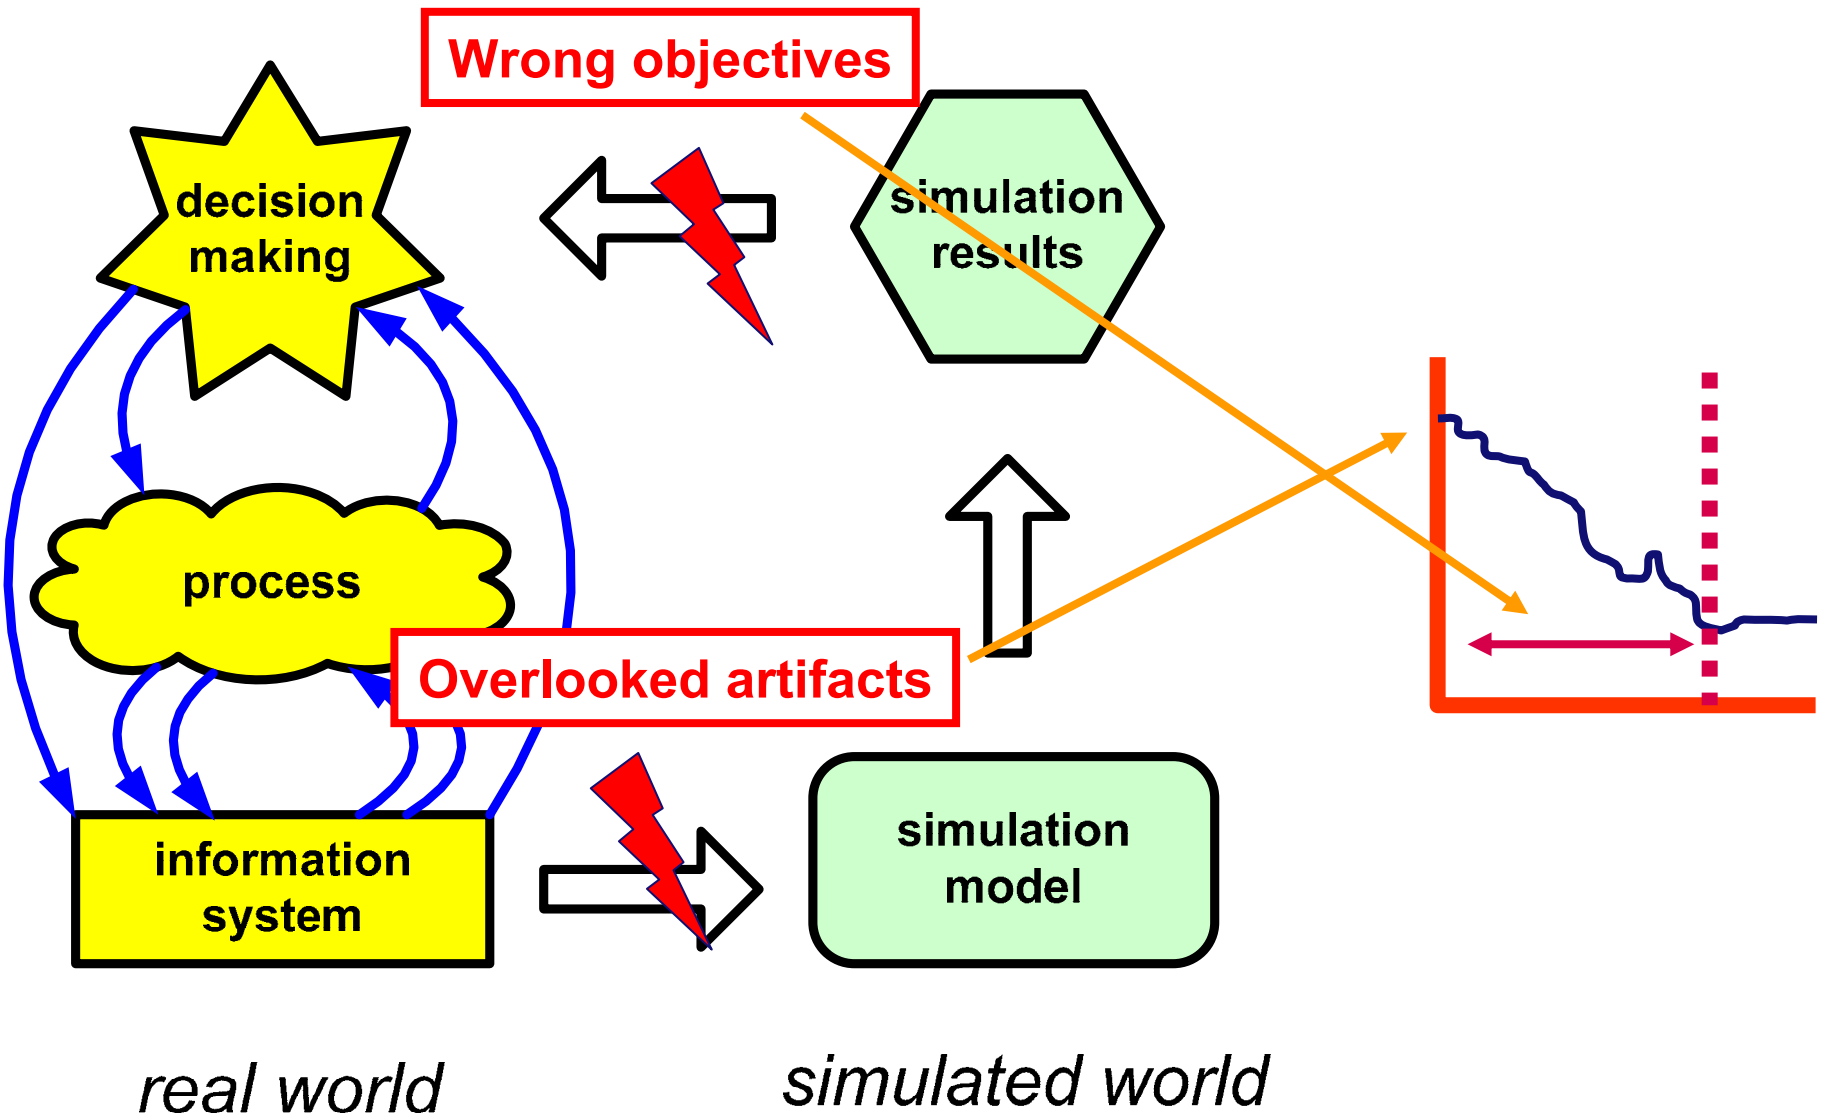 Wrong objectives
decision
making
simulation
results
process
Overlooked artifacts
simulation
model
information
system
real world
simulated world